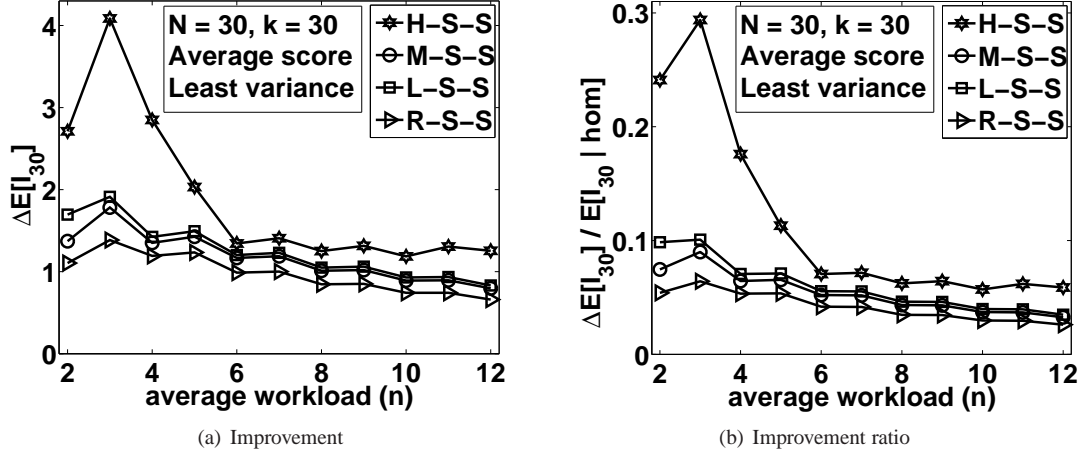 N = 30, k = 30
Average score
Least variance
H−S−S
M−S−S
L−S−S
R−S−S
4
3
2
1
0
ΔE[I30]
2 4 6 8 10 12
average workload (n)
(a) Improvement
N = 30, k = 30
Average score
Least variance
H−S−S
M−S−S
L−S−S
R−S−S
0.3
0.2
0.1
0
ΔE[I30] / E[I30 | hom]
2 4 6 8 10 12
average workload (n)
(b) Improvement ratio